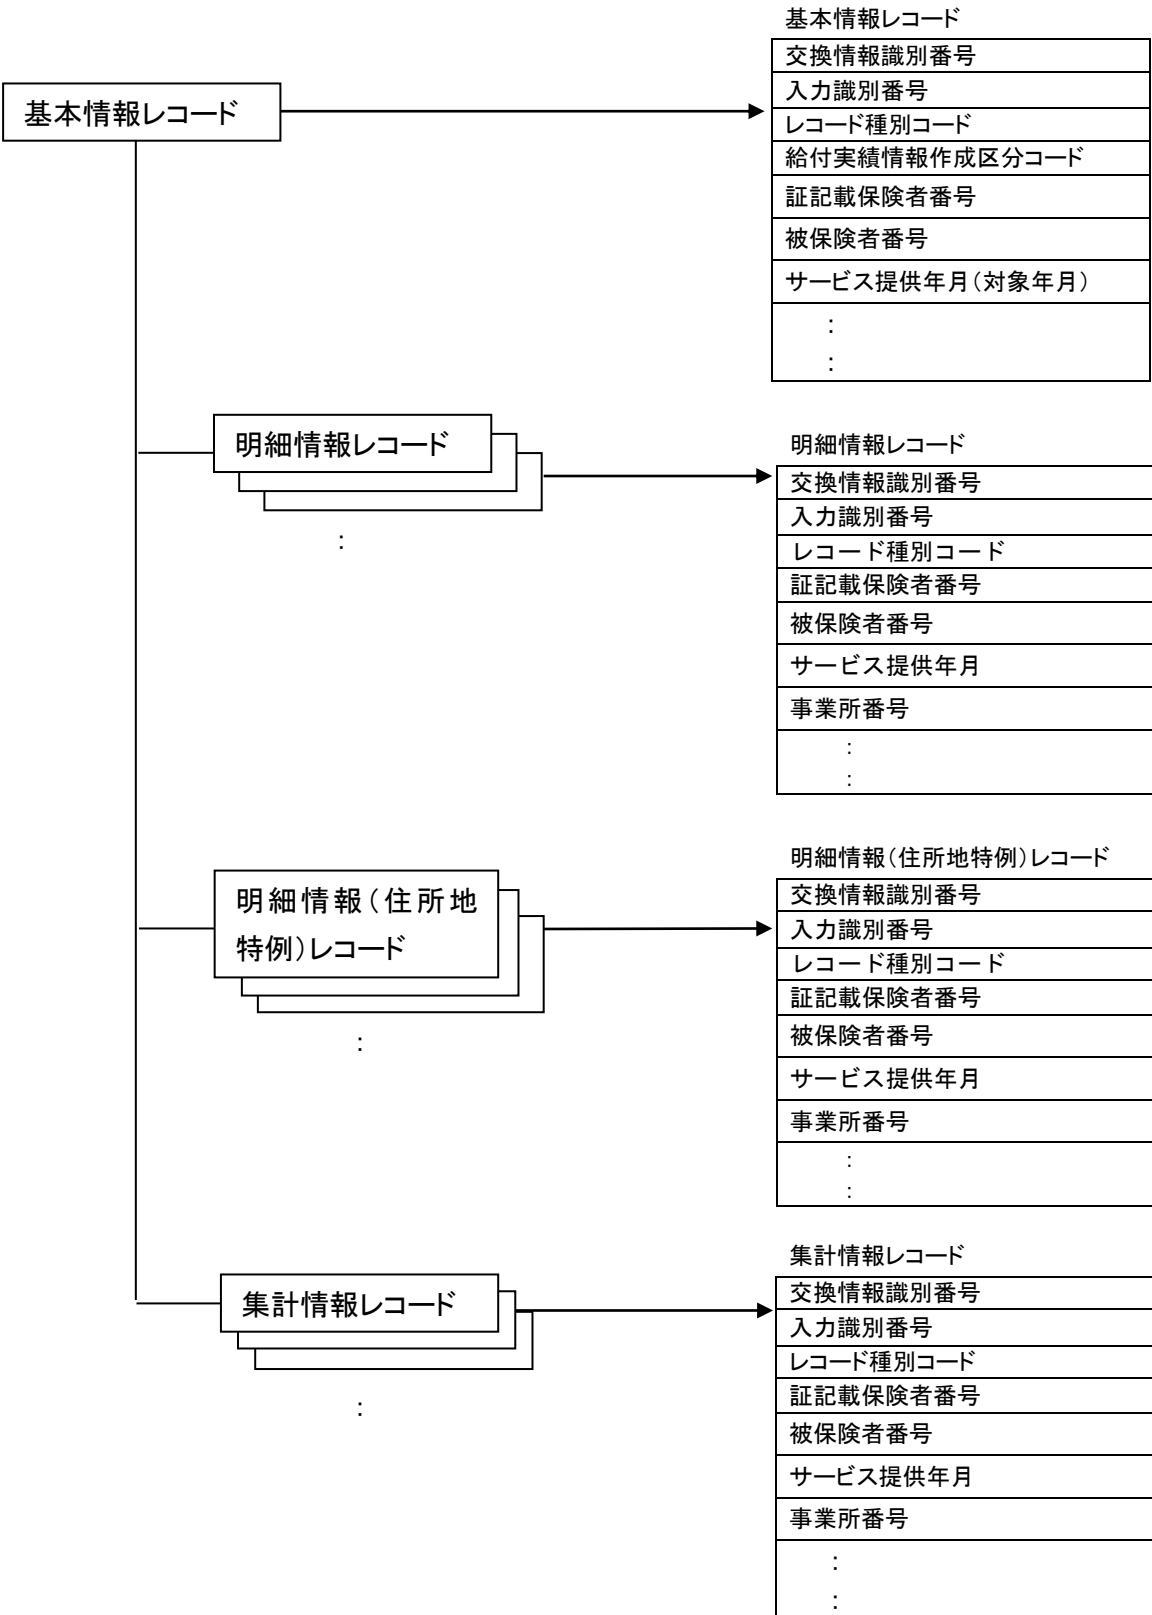 基本情報レコード
基本情報レコード
交換情報識別番号
入力識別番号
レコード種別コード
給付実績情報作成区分コード
証記載保険者番号
被保険者番号
サービス提供年月(対象年月)
:
:
明細情報レコード
:
明細情報レコード
交換情報識別番号
入力識別番号
レコード種別コード
証記載保険者番号
被保険者番号
サービス提供年月
事業所番号
:
:
明細情報(住所地
特例)レコード
:
明細情報(住所地特例)レコード
交換情報識別番号
入力識別番号
レコード種別コード
証記載保険者番号
被保険者番号
サービス提供年月
事業所番号
:
:
集計情報レコード
:
集計情報レコード
交換情報識別番号
入力識別番号
レコード種別コード
証記載保険者番号
被保険者番号
サービス提供年月
事業所番号
:
: